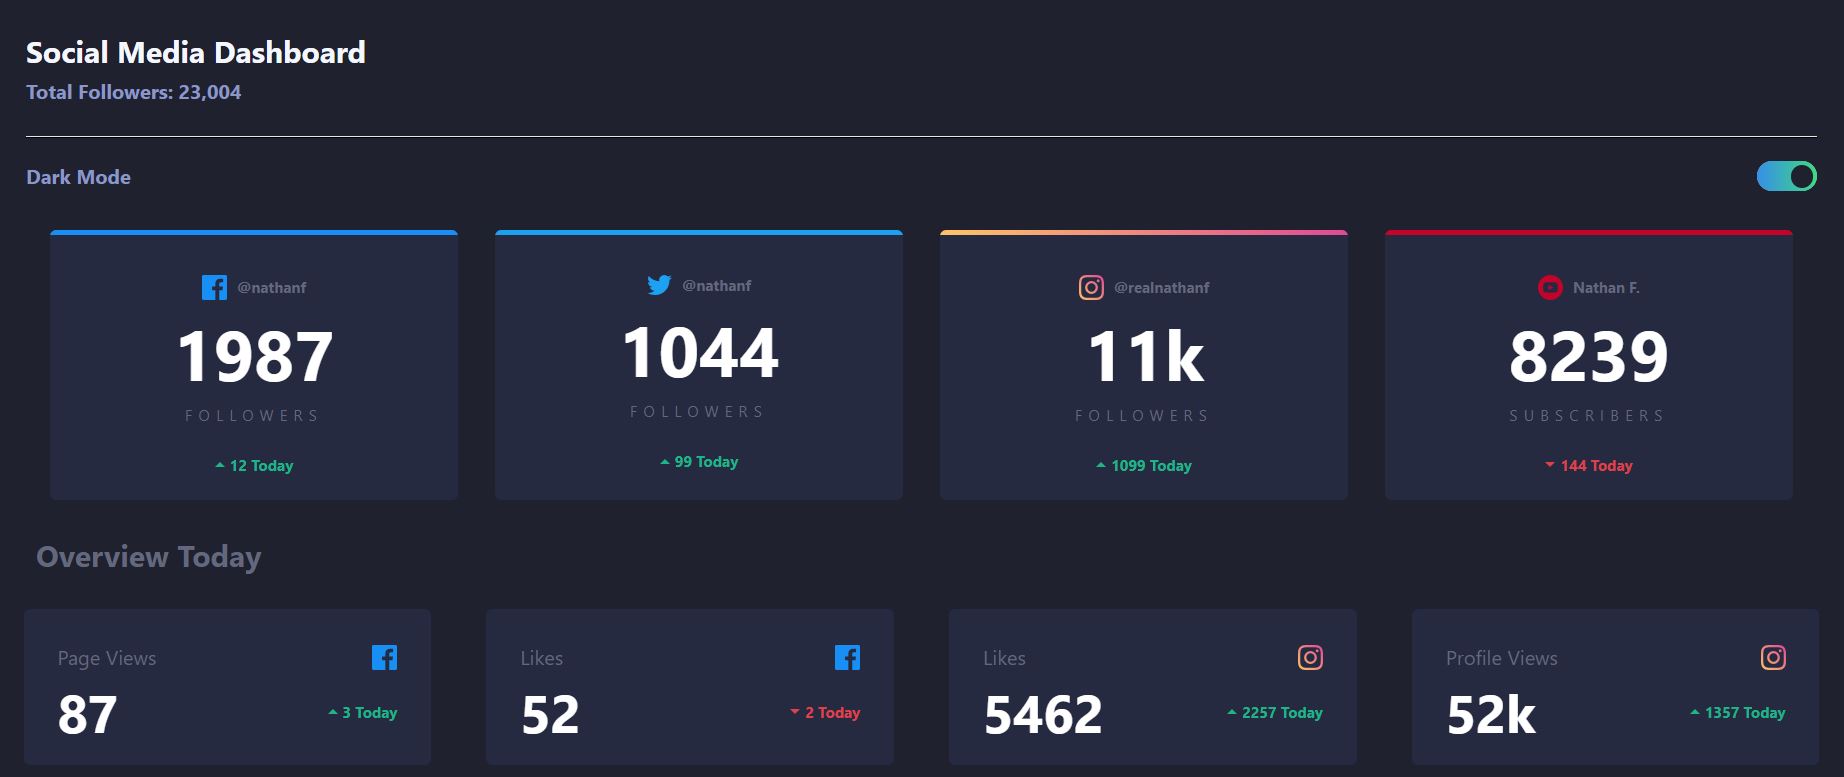 Social Media Dashboard
Total Followers: 23,004
Dark Mode
@nathanf
1987
FOLLOWERS
12 Today
@nathanf
1044
FOLLOWERS
99 Today
@realnathanf
11k
FOLLOWERS
1099 Today
Nathan F.
8239
SUBSCRIBERS
144 Today
Overview Today
Page Views
87
3 Today
Likes
52
2 Today
Likes
5462
2257 Today
Profile Views
52k
1357 Today